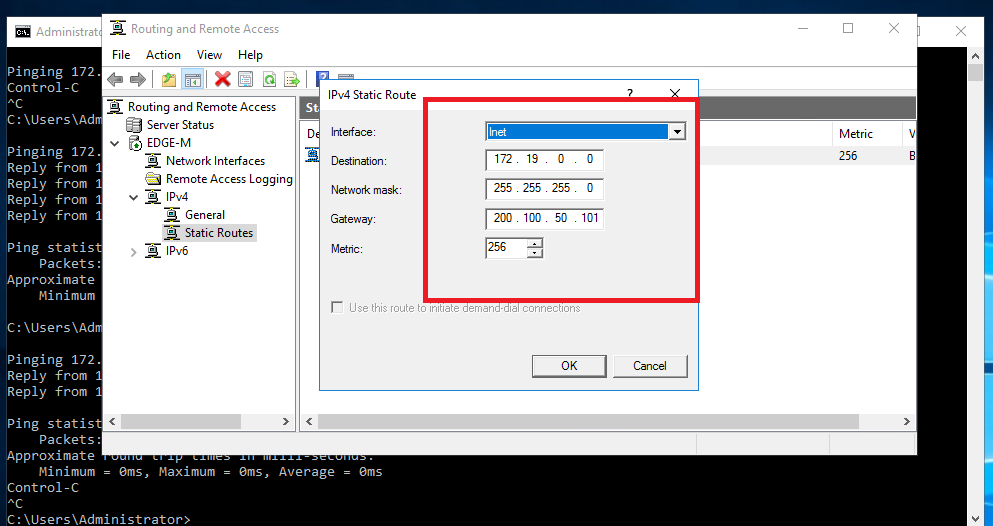 Administrato
Routing and Remote Access
File Action View Help
IPv4 Static Route
?
Interface: Inet
Destination: 172 . 19 . 0 . 0
Network mask: 255 . 255 . 255 . 0
Gateway: 200 . 100 . 50 . 101
Metric: 256
Use this route to initiate demand-dial connections
OK Cancel
Routing and Remote Access
Server Status
EDGE-M
Network Interfaces
Remote Access Logging
IPv4
General
Static Routes
IPv6
St
De
Metric
256 B
Pinging 172.
Control-C
^C
C:\Users\Adm
Pinging 172.
Reply from 1
Reply from 1
Reply from 1
Reply from 1
Ping statist
Packets:
Approximate
Minimum
C:\Users\Adm
Pinging 172.
Reply from 1
Reply from 1
Ping statist
Packets:
Approximate round trip times in milli-seconds:
Minimum = 0ms, Maximum = 0ms, Average = 0ms
Control-C
^C
C:\Users\Administrator>